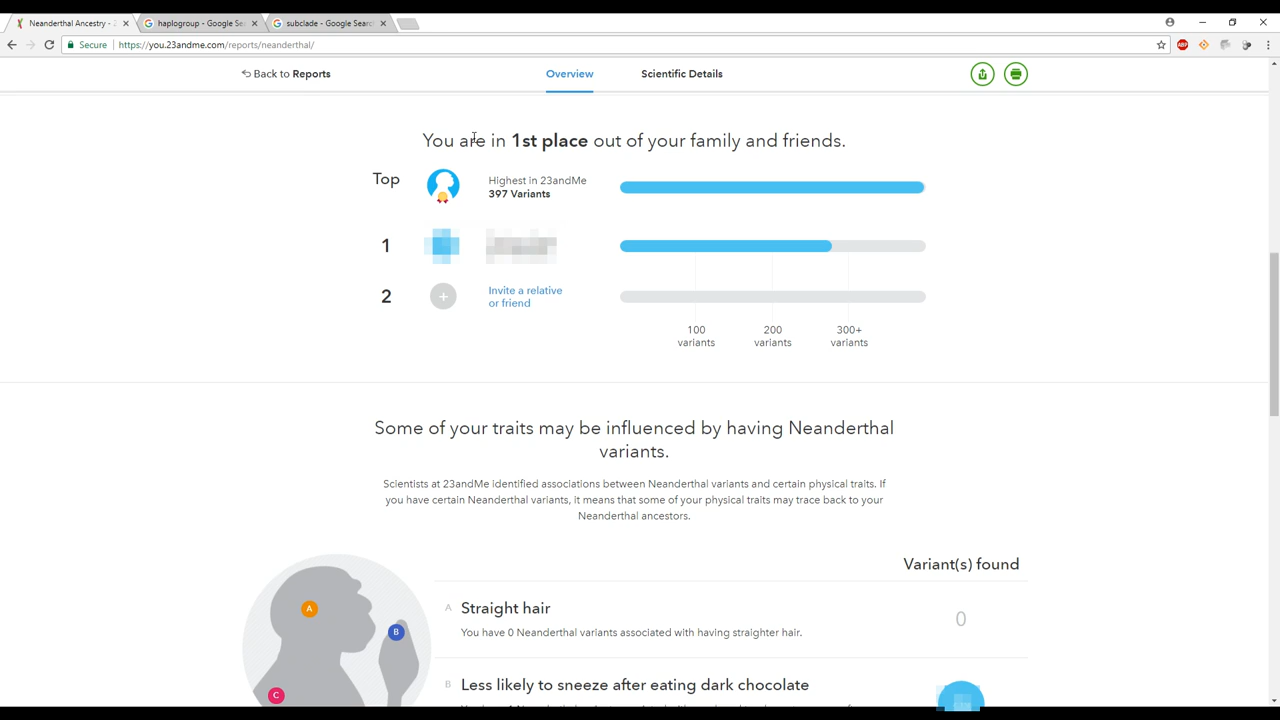 Neanderthal Ancestry - 2
haplogroup - Google Sea
subclade - Google Search
Secure
https://you.23andme.com/reports/neanderthal/
ABP
Back to Reports
Overview
Scientific Details
You are in 1st place out of your family and friends.
Top
Highest in 23andMe
397 Variants
1
2
+
Invite a relative
or friend
100
variants
200
variants
300+
variants
Some of your traits may be influenced by having Neanderthal
variants.
Scientists at 23andMe identified associations between Neanderthal variants and certain physical traits. If
you have certain Neanderthal variants, it means that some of your physical traits may trace back to your
Neanderthal ancestors.
Variant(s) found
A
B
C
A Straight hair
0
You have 0 Neanderthal variants associated with having straighter hair.
B Less likely to sneeze after eating dark chocolate